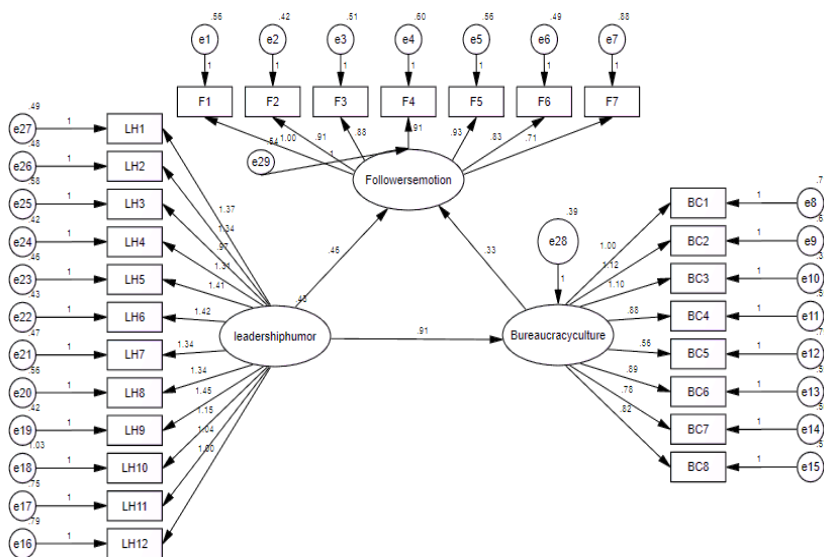 .56 .42 .51 .60 .56 .49 .88
e1 e2 e3 e4 e5 e6 e7
1 1 1 1 1 1 1
F1 F2 F3 F4 F5 F6 F7
1.00 .91 .88 .91 .93 .83 .71
.54
e29 1
Followersemotion
.49
e27 1 LH1
.48
e26 1 LH2
.58
e25 1 LH3
.42
e24 1 LH4
.45
e23 1 LH5
.43
e22 1 LH6
.47
e21 1 LH7
.56
e20 1 LH8
.42
e19 1 LH9
1.03
e18 1 LH10
.75
e17 1 LH11
.79
e16 1 LH12
1.37
1.34
.97
1.31
1.41
1.42
1.34
1.34
1.45
1.15
1.04
1.00
leadershiphumor
.45
.91
.33
.39
e28
1
Bureaucracyculture
1.00
1.12
1.10
.88
.56
.89
.78
.82
BC1 1 e8
BC2 1 e9
BC3 1 e10
BC4 1 e11
BC5 1 e12
BC6 1 e13
BC7 1 e14
BC8 1 e15